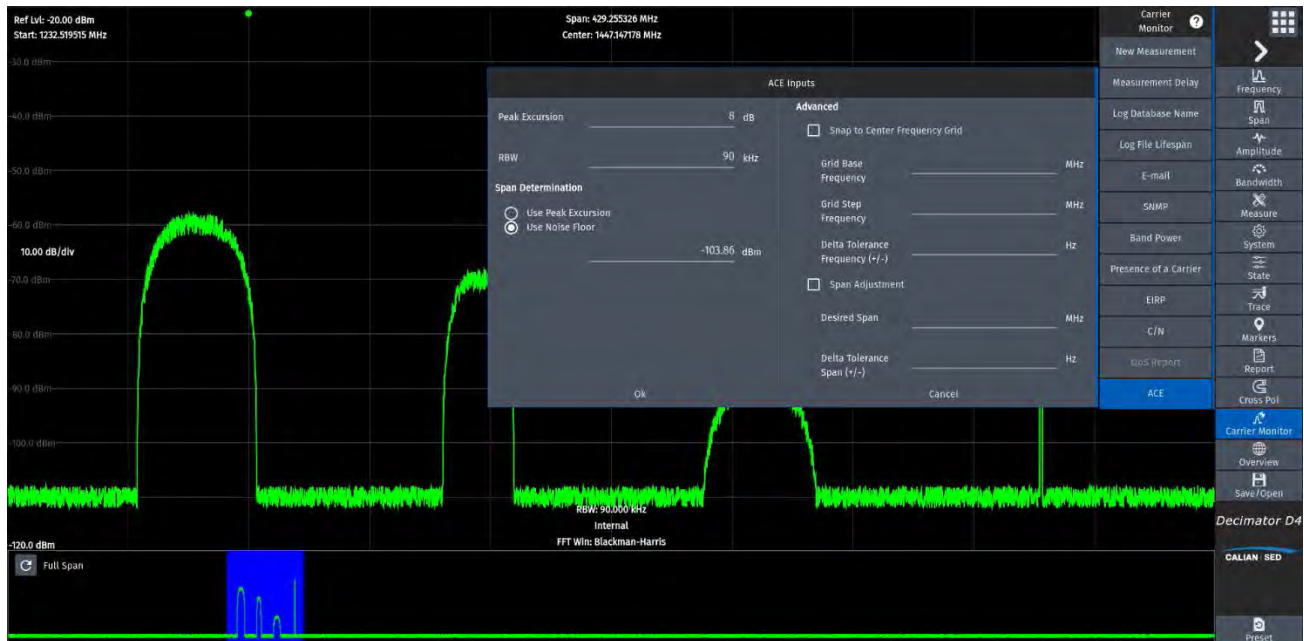 Ref Lvl: -20.00 dBm
Start: 1232.519515 MHz
Span: 429.255326 MHz
Center: 1447.147178 MHz
-30.0 dBm
-40.0 dBm
-50.0 dBm
-60.0 dBm
10.00 dB/div
-70.0 dBm
-80.0 dBm
-90.0 dBm
-100.0 dBm
-120.0 dBm
RBW: 90.000 kHz
Internal
FFT Win: Blackman-Harris
Full Span
ACE Inputs
Peak Excursion 8 dB
RBW 90 kHz
Span Determination
Use Peak Excursion
Use Noise Floor
-103.86 dBm
Advanced
Snap to Center Frequency Grid
Grid Base Frequency MHz
Grid Step Frequency MHz
Delta Tolerance Frequency (+/-) Hz
Span Adjustment
Desired Span MHz
Delta Tolerance Span (+/-) Hz
Ok
Cancel
Carrier Monitor
?
New Measurement
Measurement Delay
Log Database Name
Log File Lifespan
E-mail
SNMP
Band Power
Presence of a Carrier
EIRP
C/N
QoS Report
ACE
Frequency
Span
Amplitude
Bandwidth
Measure
System
State
Trace
Markers
Report
Cross Pol
Carrier Monitor
Overview
Save/Open
Decimator D4
CALIAN SED
Preset